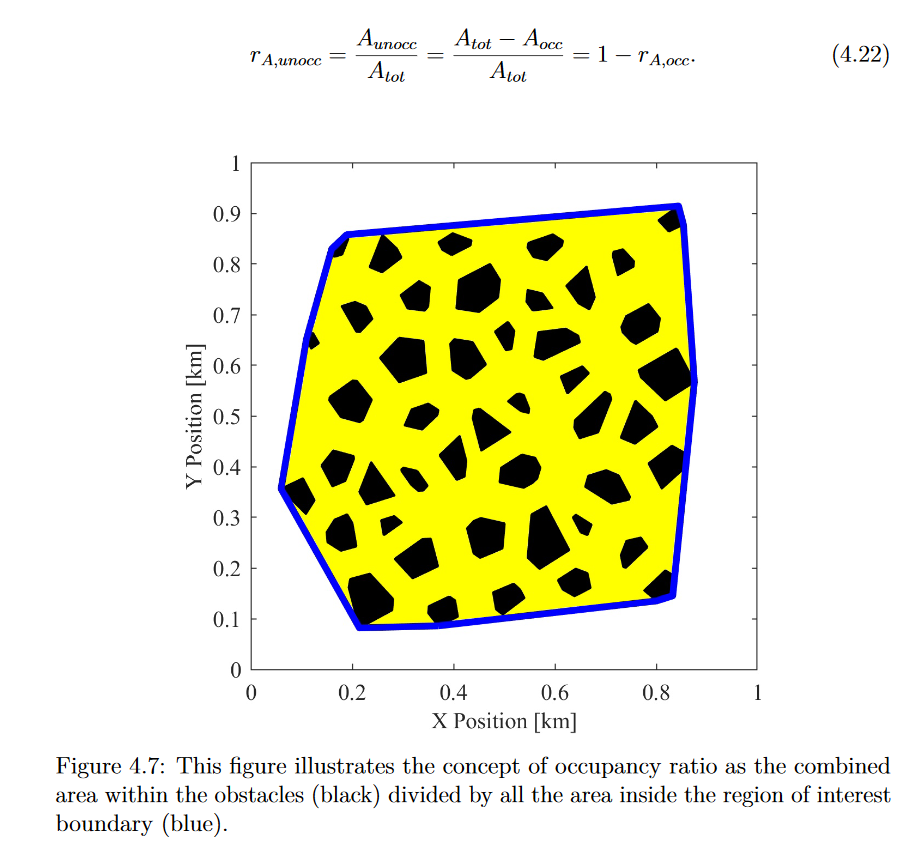 r_{A,unocc} = \frac{A_{unocc}}{A_{tot}} = \frac{A_{tot} - A_{occ}}{A_{tot}} = 1 - r_{A,occ}. (4.22)
1
0.9
0.8
0.7
0.6
0.5
0.4
0.3
0.2
0.1
0
Y Position [km]
0 0.2 0.4 0.6 0.8 1
X Position [km]
Figure 4.7: This figure illustrates the concept of occupancy ratio as the combined
area within the obstacles (black) divided by all the area inside the region of interest
boundary (blue).